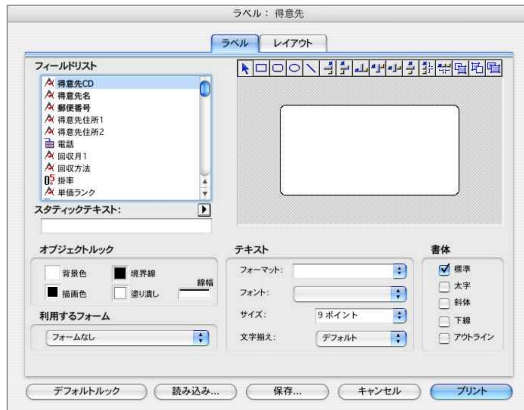 ラベル： 得意先
ラベル レイアウト
フィールドリスト
得意先CD
得意先名
郵便番号
得意先住所1
得意先住所2
電話
回収月1
回収方法
掛率
単価ランク
スタティックテキスト：
オブジェクトルック
背景色 境界線 線幅
描画色 塗り潰し
利用するフォーム
フォームなし
テキスト
フォーマット：
フォント：
サイズ： 9 ポイント
文字揃え： デフォルト
書体
標準
太字
斜体
下線
アウトライン
デフォルトルック 読み込み... 保存... キャンセル プリント